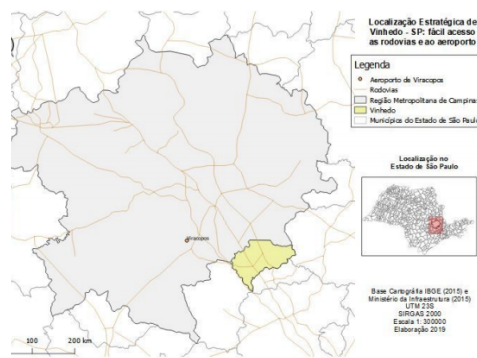 Localização Estratégica de
Vinhedo - SP: fácil acesso
as rodovias e ao aeroporto
Legenda
Aeroporto de Viracopos
Rodovias
Região Metropolitana de Campinas
Vinhedo
Municípios do Estado de São Paulo
Viracopos
Localização no
Estado de São Paulo
Base Cartográfia IBGE (2015) e
Ministério da Infraestrutura (2015)
UTM 23S
SIRGAS 2000
Escala 1: 300000
Elaboração 2019
100 200 km